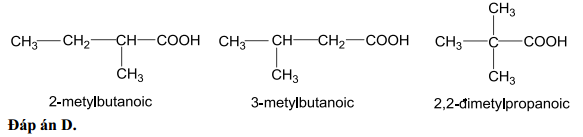 CH₃
CH₃—CH₂—CH—COOH CH₃—CH—CH₂—COOH CH₃—C—COOH
CH₃ CH₃ CH₃
2-metylbutanoic 3-metylbutanoic 2,2-đimetylpropanoic
Đáp án D.